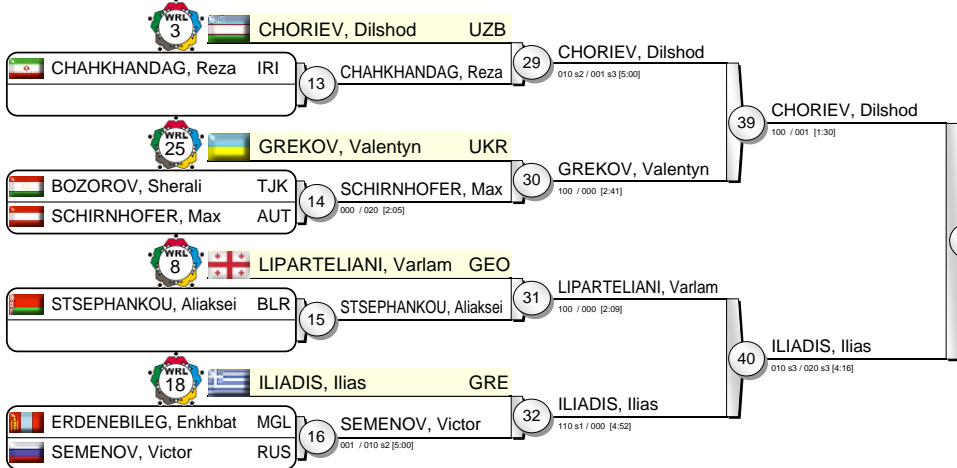 WRL
3
CHORIEV, Dilshod UZB
CHAHKHANDAG, Reza IRI
13
CHAHKHANDAG, Reza
29
CHORIEV, Dilshod
010 s2 / 001 s3 [5:00]
39
CHORIEV, Dilshod
100 / 001 [1:30]
WRL
25
GREKOV, Valentyn UKR
BOZOROV, Sherali TJK
SCHIRNHOFER, Max AUT
14
SCHIRNHOFER, Max
000 / 020 [2:05]
30
GREKOV, Valentyn
100 / 000 [2:41]
WRL
8
LIPARTELIANI, Varlam GEO
STSEPHANKOU, Aliaksei BLR
15
STSEPHANKOU, Aliaksei
31
LIPARTELIANI, Varlam
100 / 000 [2:09]
40
ILIADIS, Ilias
010 s3 / 020 s3 [4:16]
WRL
18
ILIADIS, Ilias GRE
ERDENEBILEG, Enkhbat MGL
SEMENOV, Victor RUS
16
SEMENOV, Victor
001 / 010 s2 [5:00]
32
ILIADIS, Ilias
110 s1 / 000 [4:52]